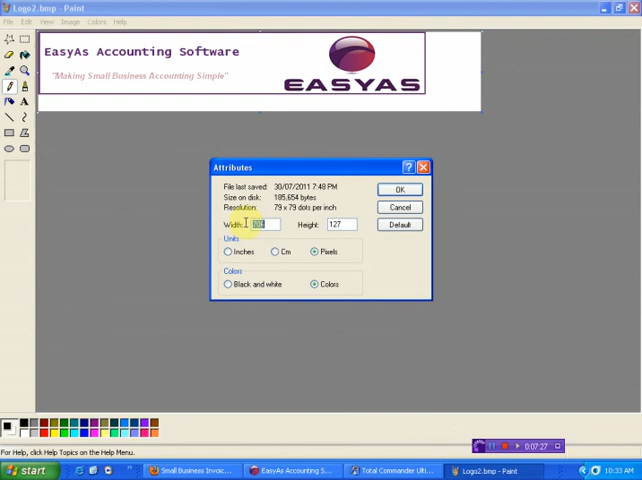 Logo2.bmp - Paint
File Edit View Image Colors Help
EasyAs Accounting Software
"Making Small Business Accounting Simple"
EASYAS
Attributes
File last saved: 30/07/2011 7:48 PM
Size on disk: 185,654 bytes
Resolution: 79 x 79 dots per inch
Width: Height: 127
Units
Inches Cm Pixels
Colors
Black and white Colors
OK
Cancel
Default
For Help, click Help Topics on the Help Menu.
0:07:27
start Small Business Invoic... EasyAs Accounting S... Total Commander Ulti... Logo2.bmp - Paint 10:33 AM